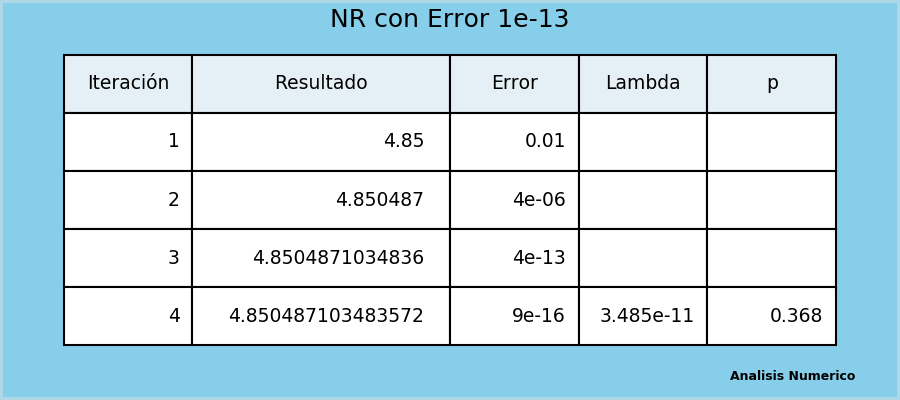 NR con Error 1e-13
Iteración Resultado Error Lambda p
1 4.85 0.01
2 4.850487 4e-06
3 4.8504871034836 4e-13
4 4.850487103483572 9e-16 3.485e-11 0.368
Analisis Numerico